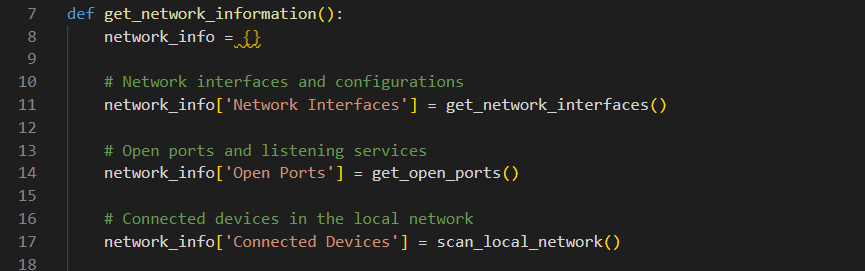 7 def get_network_information():
8     network_info = {}
9
10     # Network interfaces and configurations
11     network_info['Network Interfaces'] = get_network_interfaces()
12
13     # Open ports and listening services
14     network_info['Open Ports'] = get_open_ports()
15
16     # Connected devices in the local network
17     network_info['Connected Devices'] = scan_local_network()
18